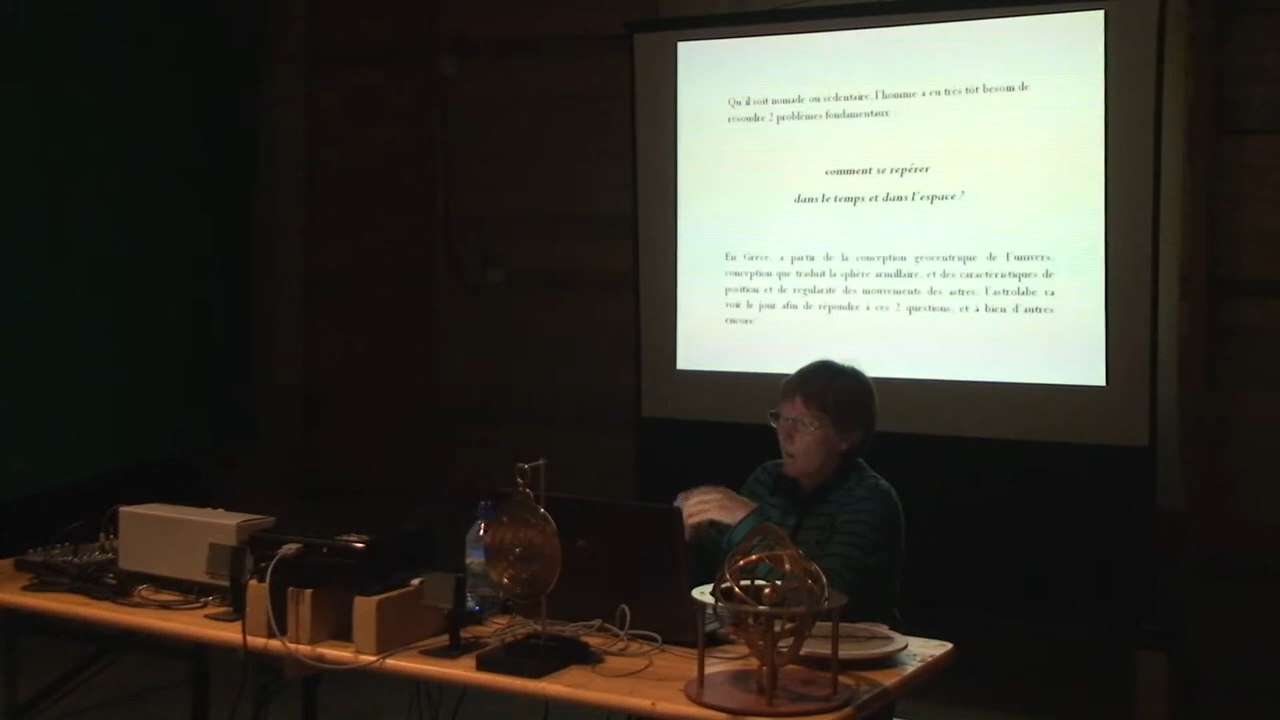 Qu'il soit nomade ou sédentaire, l'homme a eu très tôt besoin de
résoudre 2 problèmes fondamentaux
comment se repérer
dans le temps et dans l'espace ?
En Grèce, à partir de la conception géocentrique de l'univers,
conception que traduit la sphère armillaire, et des caractéristiques de
position et de régularité des mouvements des astres, l'astrolabe va
voir le jour afin de répondre à ces 2 questions, et à bien d'autres
encore